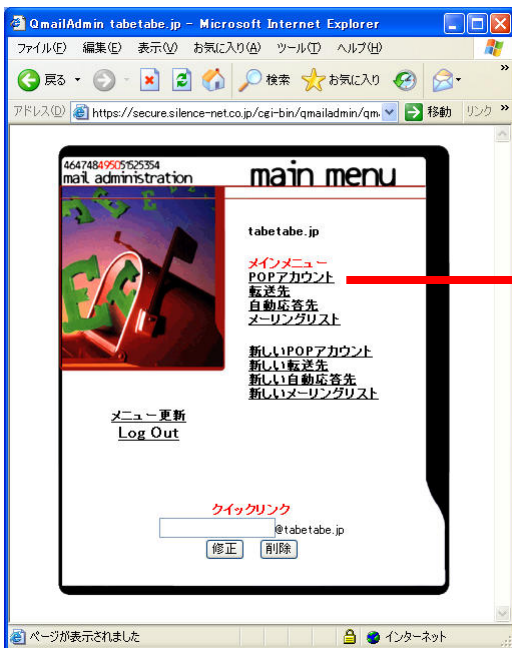 QmailAdmin tabetabe.jp - Microsoft Internet Explorer
ファイル(F) 編集(E) 表示(V) お気に入り(A) ツール(T) ヘルプ(H)
戻る 検索 お気に入り »
アドレス(D) https://secure.silence-net.co.jp/cgi-bin/qmailadmin/qm 移動 リンク »
464748495051525354
mail administration
main menu
tabetabe.jp
メインメニュー
POPアカウント
転送先
自動応答先
メーリングリスト
新しいPOPアカウント
新しい転送先
新しい自動応答先
新しいメーリングリスト
メニュー更新
Log Out
クイックリンク
@tabetabe.jp
修正 削除
ページが表示されました インターネット